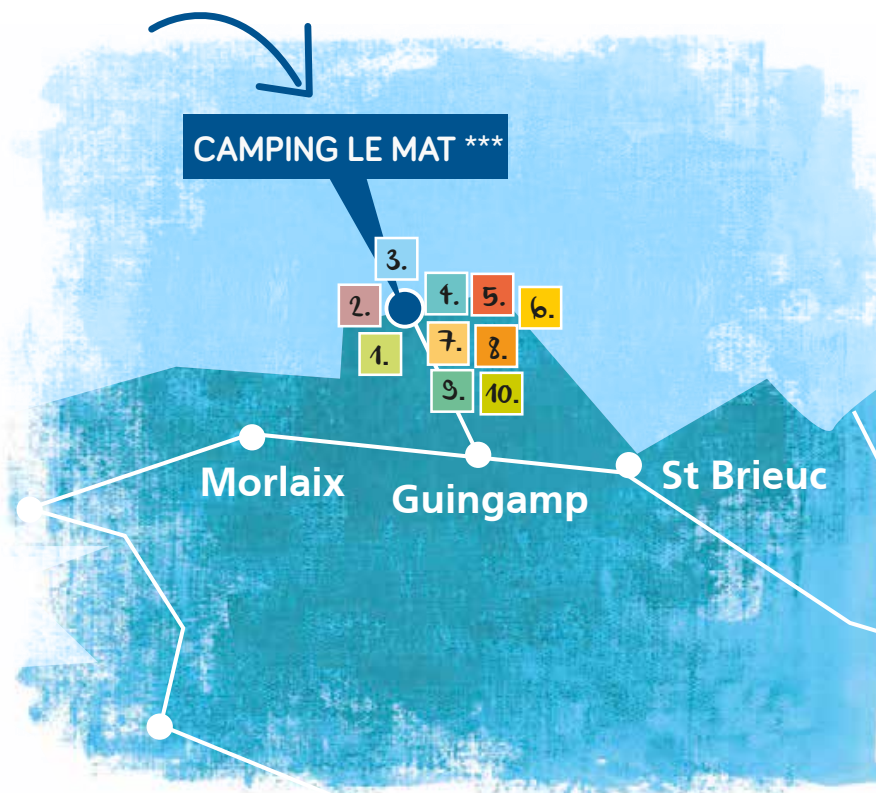 CAMPING LE MAT ***
3.
2.
4.
5.
6.
1.
7.
8.
9.
10.
Morlaix
Guingamp
St Brieuc